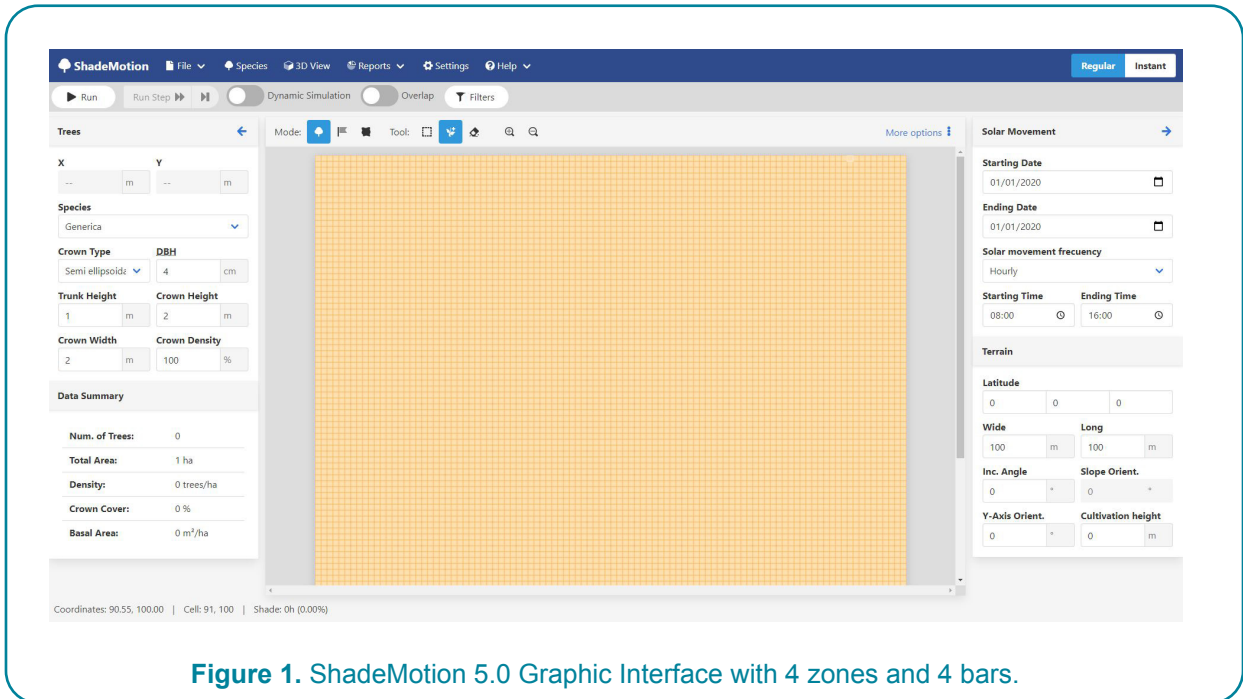 ShadeMotion File Species 3D View Reports Settings Help Regular Instant
Run Run Step Dynamic Simulation Overlap Filters
Trees Mode: Tool: More options Solar Movement
X Y
-- m -- m
Species
Generica
Crown Type DBH
Semi ellipsoida 4 cm
Trunk Height Crown Height
1 m 2 m
Crown Width Crown Density
2 m 100 %
Data Summary
Num. of Trees: 0
Total Area: 1 ha
Density: 0 trees/ha
Crown Cover: 0 %
Basal Area: 0 m²/ha
Starting Date
01/01/2020
Ending Date
01/01/2020
Solar movement frecuency
Hourly
Starting Time Ending Time
08:00 16:00
Terrain
Latitude
0 0 0
Wide Long
100 m 100 m
Inc. Angle Slope Orient.
0 ° 0 °
Y-Axis Orient. Cultivation height
0 ° 0 m
Coordinates: 90.55, 100.00 | Cell: 91, 100 | Shade: 0h (0.00%)
Figure 1. ShadeMotion 5.0 Graphic Interface with 4 zones and 4 bars.